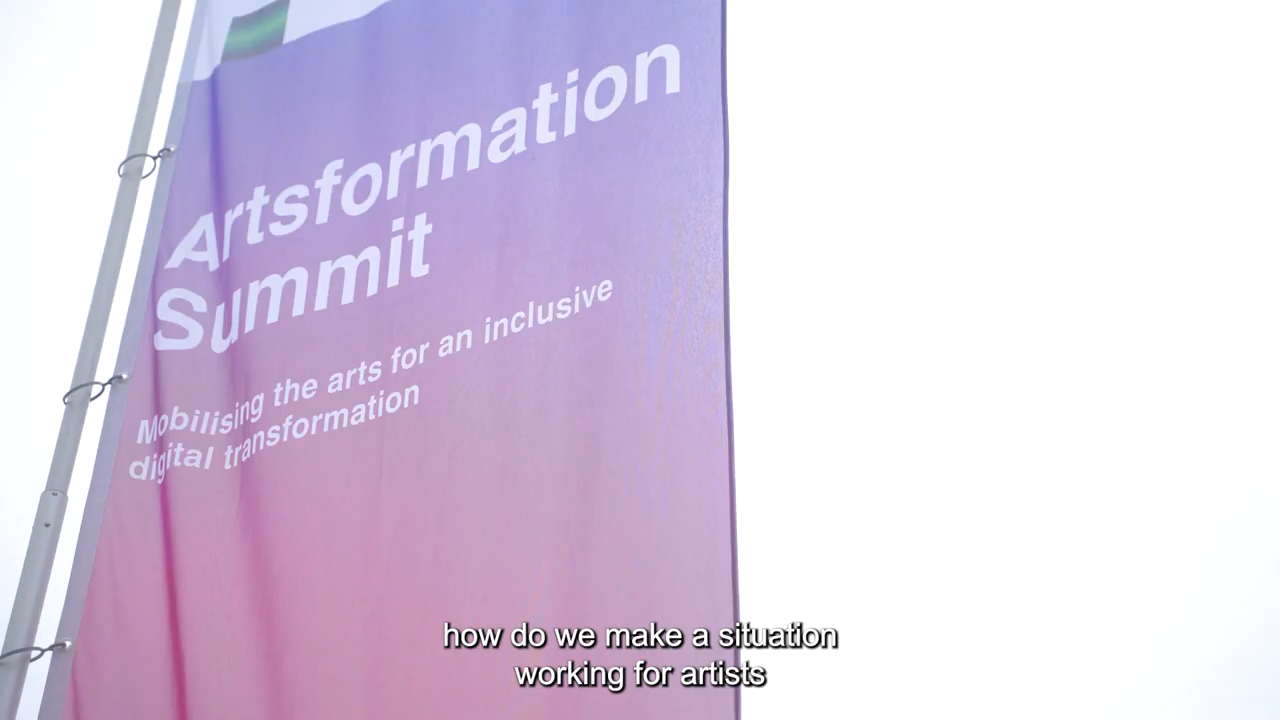 Artsformation
Summit
Mobilising the arts for an inclusive
digital transformation
how do we make a situation
working for artists